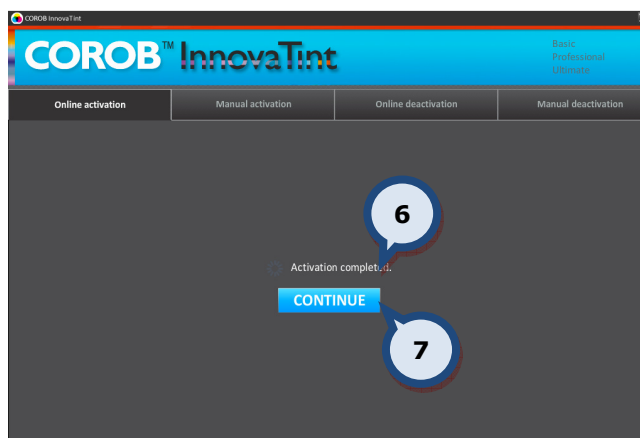 COROB InnovaTint
COROB™ InnovaTint
Basic
Professional
Ultimate
Online activation
Manual activation
Online deactivation
Manual deactivation
6
Activation completed.
CONTINUE
7